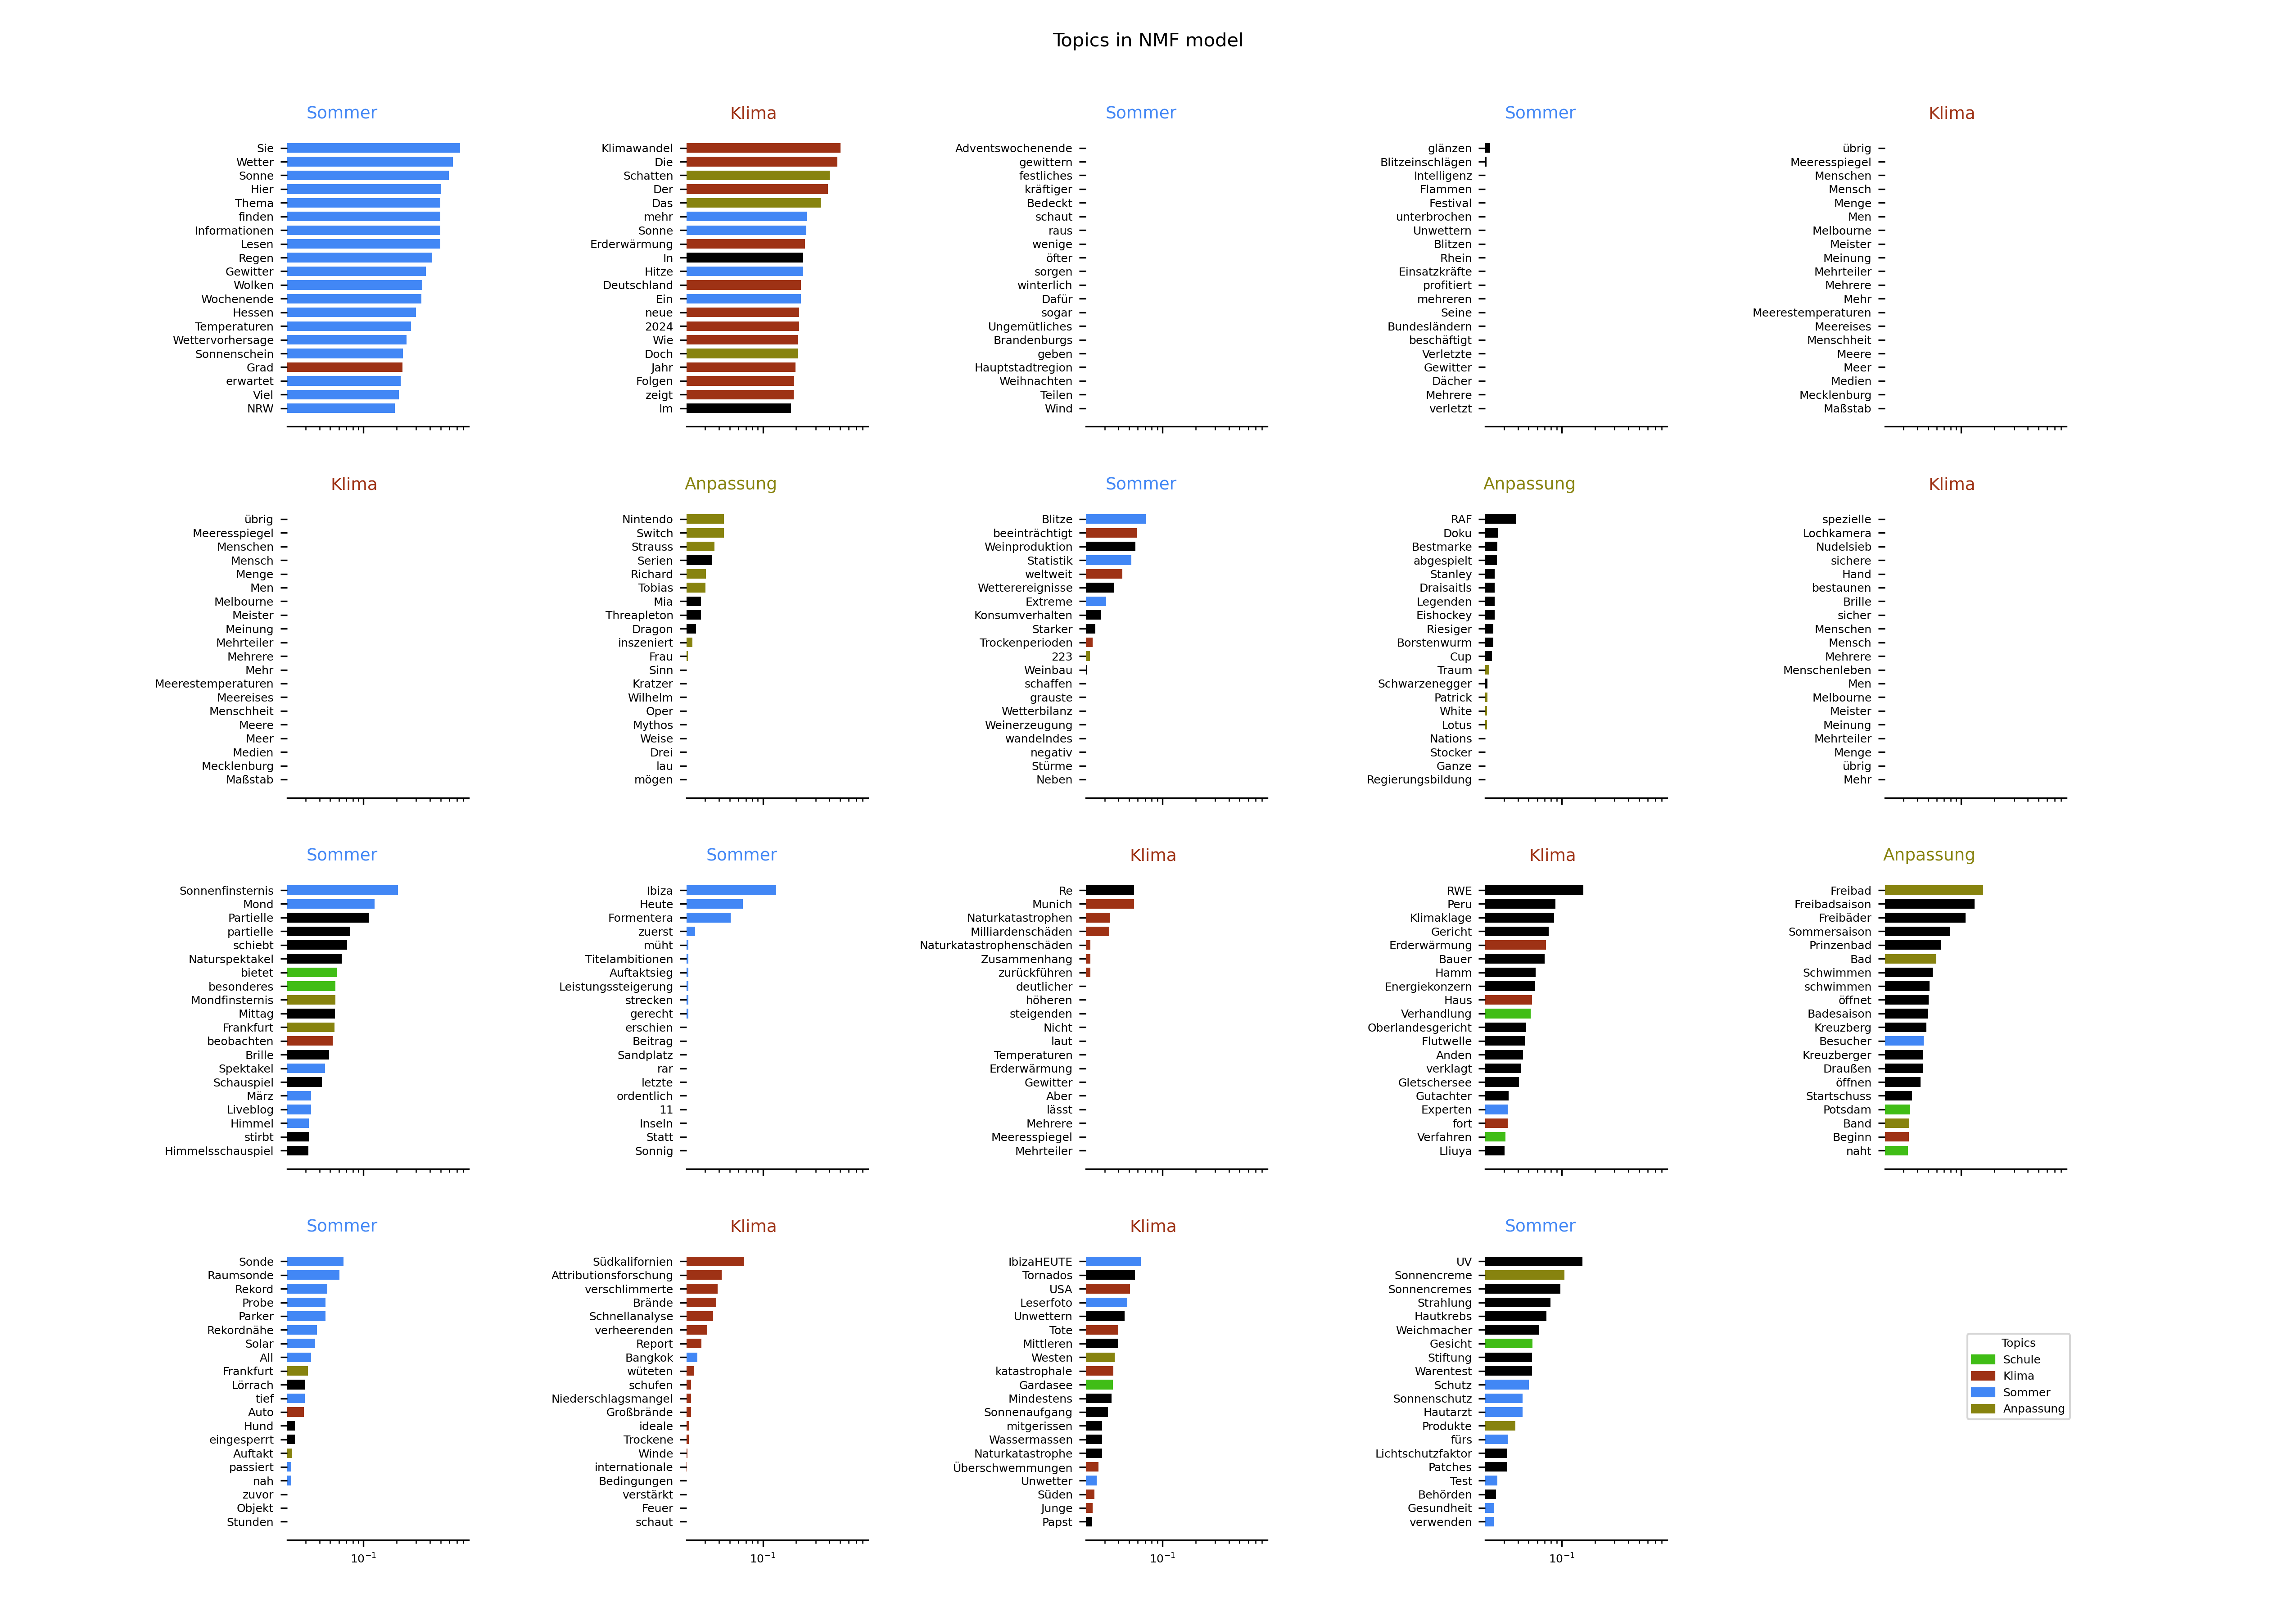 Topics in NMF model
Sommer
Sie
Wetter
Sonne
Hier
Thema
finden
Informationen
Lesen
Regen
Gewitter
Wolken
Wochenende
Hessen
Temperaturen
Wettervorhersage
Sonnenschein
Grad
erwartet
Viel
NRW
Klima
Klimawandel
Die
Schatten
Der
Das
mehr
Sonne
Erderwärmung
In
Hitze
Deutschland
Ein
neue
2024
Wie
Doch
Jahr
Folgen
zeigt
Im
Sommer
Adventswochenende
gewittern
festliches
kräftiger
Bedeckt
schaut
raus
wenige
öfter
sorgen
winterlich
Dafür
sogar
Ungemütliches
Brandenburgs
geben
Hauptstadtregion
Weihnachten
Teilen
Wind
Sommer
glänzen
Blitzeinschlägen
Intelligenz
Flammen
Festival
unterbrochen
Unwettern
Blitzen
Rhein
Einsatzkräfte
profitiert
mehreren
Seine
Bundesländern
beschäftigt
Verletzte
Gewitter
Dächer
Mehrere
verletzt
Klima
übrig
Meeresspiegel
Menschen
Mensch
Menge
Men
Melbourne
Meister
Meinung
Mehrteiler
Mehrere
Mehr
Meerestemperaturen
Meereises
Menschheit
Meere
Meer
Medien
Mecklenburg
Maßstab
Klima
übrig
Meeresspiegel
Menschen
Mensch
Menge
Men
Melbourne
Meister
Meinung
Mehrteiler
Mehrere
Mehr
Meerestemperaturen
Meereises
Menschheit
Meere
Meer
Medien
Mecklenburg
Maßstab
Anpassung
Nintendo
Switch
Strauss
Serien
Richard
Tobias
Mia
Threapleton
Dragon
inszeniert
Frau
Sinn
Kratzer
Wilhelm
Oper
Mythos
Weise
Drei
lau
mögen
Sommer
Blitze
beeinträchtigt
Weinproduktion
Statistik
weltweit
Wetterereignisse
Extreme
Konsumverhalten
Starker
Trockenperioden
223
Weinbau
schaffen
grauste
Wetterbilanz
Weinerzeugung
wandelndes
negativ
Stürme
Neben
Anpassung
RAF
Doku
Bestmarke
abgespielt
Stanley
Draisaitls
Legenden
Eishockey
Riesiger
Borstenwurm
Cup
Traum
Schwarzenegger
Patrick
White
Lotus
Nations
Stocker
Ganze
Regierungsbildung
Klima
spezielle
Lochkamera
Nudelsieb
sichere
Hand
bestaunen
Brille
sicher
Menschen
Mensch
Mehrere
Menschenleben
Men
Melbourne
Meister
Meinung
Mehrteiler
Menge
übrig
Mehr
Sommer
Sonnenfinsternis
Mond
Partielle
partielle
schiebt
Naturspektakel
bietet
besonderes
Mondfinsternis
Mittag
Frankfurt
beobachten
Brille
Spektakel
Schauspiel
März
Liveblog
Himmel
stirbt
Himmelsschauspiel
Sommer
Ibiza
Heute
Formentera
zuerst
müht
Titelambitionen
Auftaktsieg
Leistungssteigerung
strecken
gerecht
erschien
Beitrag
Sandplatz
rar
letzte
ordentlich
11
Inseln
Statt
Sonnig
Klima
Re
Munich
Naturkatastrophen
Milliardenschäden
Naturkatastrophenschäden
Zusammenhang
zurückführen
deutlicher
höheren
steigenden
Nicht
laut
Temperaturen
Erderwärmung
Gewitter
Aber
lässt
Mehrere
Meeresspiegel
Mehrteiler
Klima
RWE
Peru
Klimaklage
Gericht
Erderwärmung
Bauer
Hamm
Energiekonzern
Haus
Verhandlung
Oberlandesgericht
Flutwelle
Anden
verklagt
Gletschersee
Gutachter
Experten
fort
Verfahren
Lliuya
Anpassung
Freibad
Freibadsaison
Freibäder
Sommersaison
Prinzenbad
Bad
Schwimmen
schwimmen
öffnet
Badesaison
Kreuzberg
Besucher
Kreuzberger
Draußen
öffnen
Startschuss
Potsdam
Band
Beginn
naht
Sommer
Sonde
Raumsonde
Rekord
Probe
Parker
Rekordnähe
Solar
All
Frankfurt
Lörrach
tief
Auto
Hund
eingesperrt
Auftakt
passiert
nah
zuvor
Objekt
Stunden
10⁻¹
Klima
Südkalifornien
Attributionsforschung
verschlimmerte
Brände
Schnellanalyse
verheerenden
Report
Bangkok
wüteten
schufen
Niederschlagsmangel
Großbrände
ideale
Trockene
Winde
internationale
Bedingungen
verstärkt
Feuer
schaut
10⁻¹
Klima
IbizaHEUTE
Tornados
USA
Leserfoto
Unwettern
Tote
Mittleren
Westen
katastrophale
Gardasee
Mindestens
Sonnenaufgang
mitgerissen
Wassermassen
Naturkatastrophe
Überschwemmungen
Unwetter
Süden
Junge
Papst
10⁻¹
Sommer
UV
Sonnencreme
Sonnencremes
Strahlung
Hautkrebs
Weichmacher
Gesicht
Stiftung
Warentest
Schutz
Sonnenschutz
Hautarzt
Produkte
fürs
Lichtschutzfaktor
Patches
Test
Behörden
Gesundheit
verwenden
10⁻¹
Topics
Schule
Klima
Sommer
Anpassung